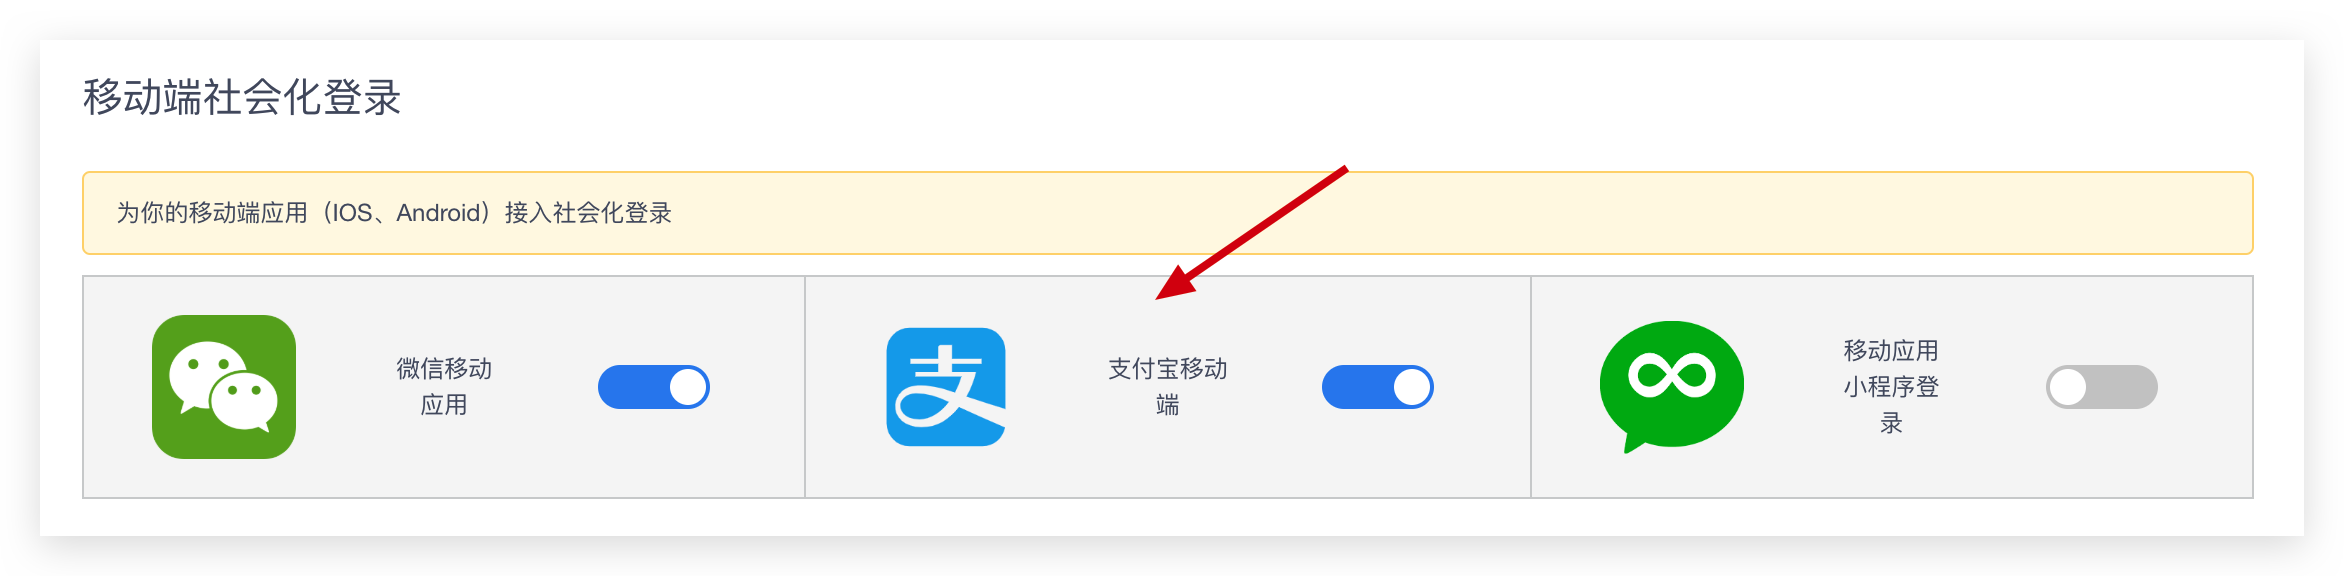 移动端社会化登录
为你的移动端应用（IOS、Android）接入社会化登录
微信移动
应用
支
支付宝移动
端
移动应用
小程序登
录